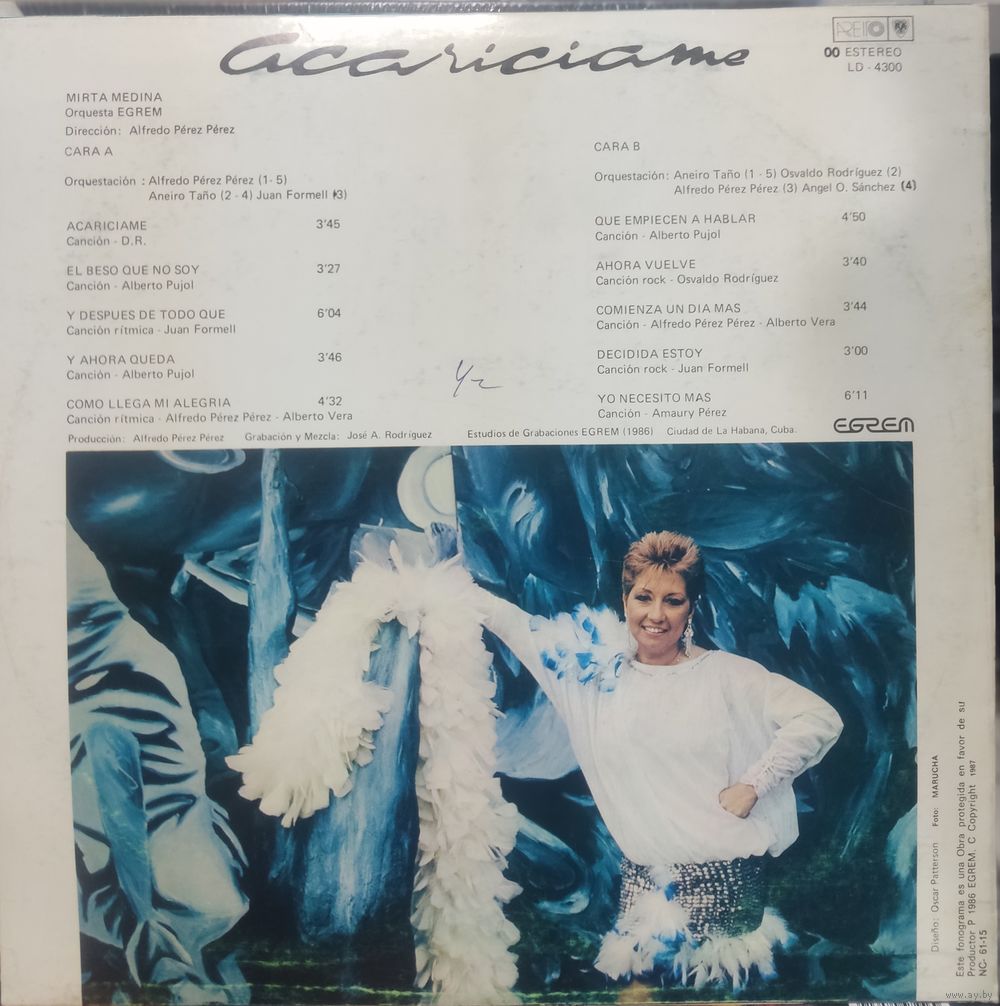 Acariciame
AREITO
00 ESTEREO
LD - 4300
MIRTA MEDINA
Orquesta EGREM
Dirección: Alfredo Pérez Pérez
CARA A
Orquestación : Alfredo Pérez Pérez (1 - 5)
Aneiro Taño (2 - 4) Juan Formell (3)
ACARICIAME 3'45
Canción - D.R.
EL BESO QUE NO SOY 3'27
Canción - Alberto Pujol
Y DESPUES DE TODO QUE 6'04
Canción rítmica - Juan Formell
Y AHORA QUEDA 3'46
Canción - Alberto Pujol
COMO LLEGA MI ALEGRIA 4'32
Canción rítmica - Alfredo Pérez Pérez - Alberto Vera
CARA B
Orquestación: Aneiro Taño (1 - 5) Osvaldo Rodríguez (2)
Alfredo Pérez Pérez (3) Angel O. Sánchez (4)
QUE EMPIECEN A HABLAR 4'50
Canción - Alberto Pujol
AHORA VUELVE 3'40
Canción rock - Osvaldo Rodríguez
COMIENZA UN DIA MAS 3'44
Canción - Alfredo Pérez Pérez - Alberto Vera
DECIDIDA ESTOY 3'00
Canción rock - Juan Formell
YO NECESITO MAS 6'11
Canción - Amaury Pérez
Producción: Alfredo Pérez Pérez Grabación y Mezcla: José A. Rodríguez Estudios de Grabaciones EGREM (1986) Ciudad de La Habana, Cuba.
EGREM
Diseño: Oscar Patterson Foto: MARUCHA
Este fonograma es una Obra protegida en favor de su
Productor P 1986 EGREM. C Copyright 1987
NC- 61-15
www.ay.by